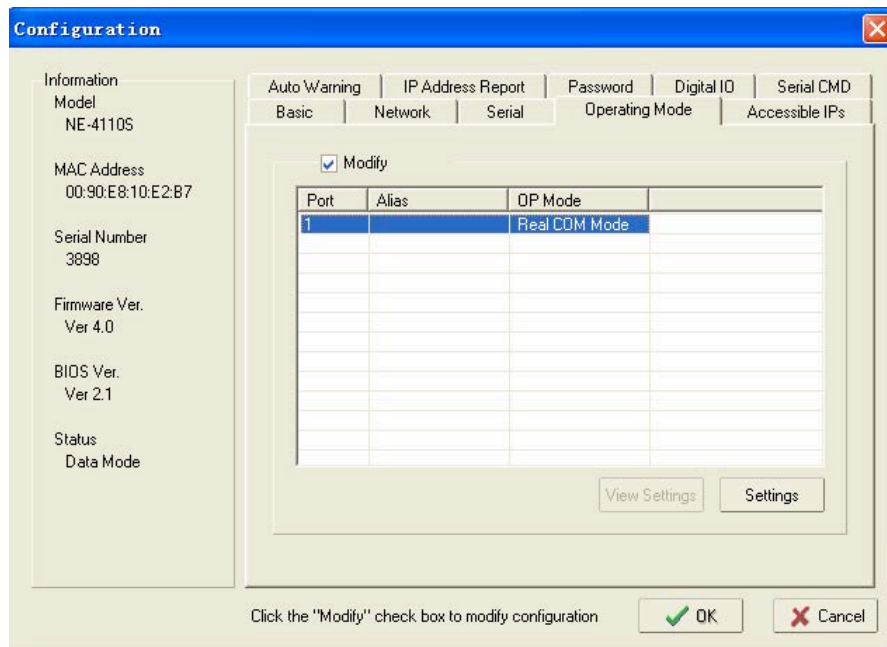 Configuration
Information
Model
NE-4110S
MAC Address
00:90:E8:10:E2:B7
Serial Number
3898
Firmware Ver.
Ver 4.0
BIOS Ver.
Ver 2.1
Status
Data Mode
Auto Warning IP Address Report Password Digital IO Serial CMD
Basic Network Serial Operating Mode Accessible IPs
Modify
Port Alias OP Mode
1 Real COM Mode
View Settings Settings
Click the "Modify" check box to modify configuration OK Cancel